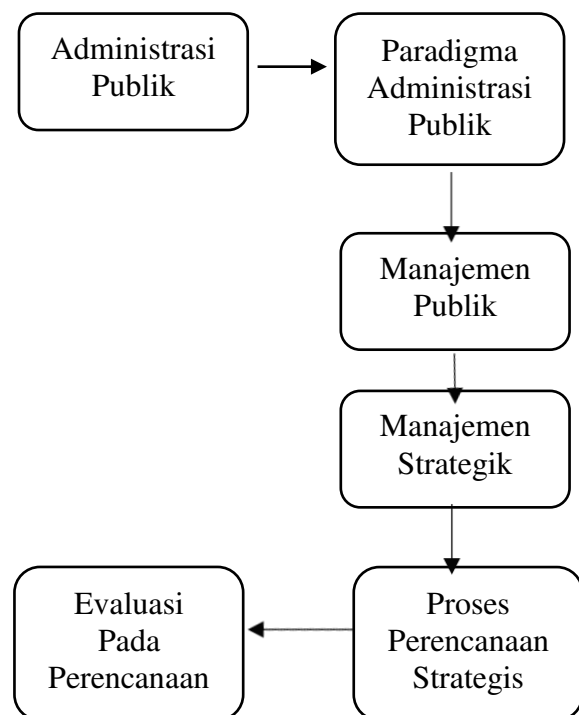 Administrasi
Publik
Paradigma
Administrasi
Publik
Manajemen
Publik
Manajemen
Strategik
Proses
Perencanaan
Strategis
Evaluasi
Pada
Perencanaan